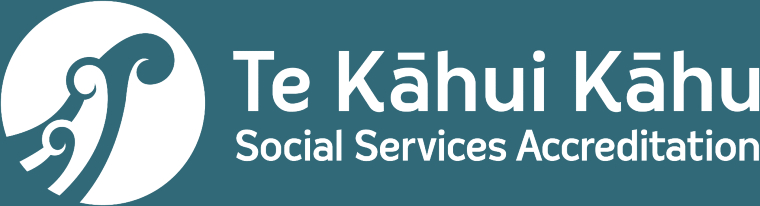 Te Kāhui Kāhu
Social Services Accreditation